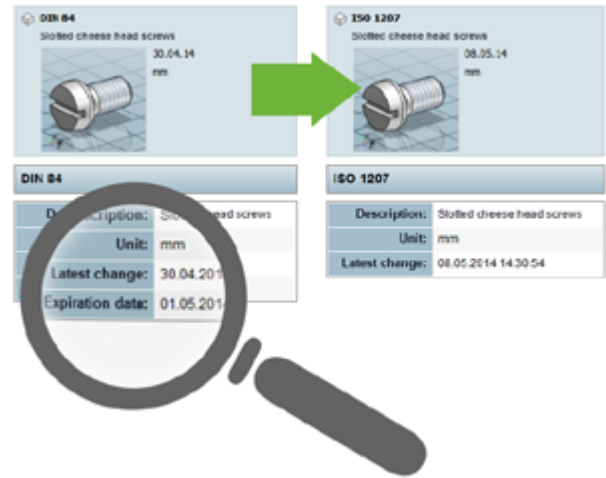 DIN 84
Slotted cheese head screws
30.04.14
mm
ISO 1207
Slotted cheese head screws
08.05.14
mm
DIN 84
Description:
head screws
Unit: mm
Latest change: 30.04.201
Expiration date: 01.05.201
ISO 1207
Description: Slotted cheese head screws
Unit: mm
Latest change: 08.05.2014 14:30:54